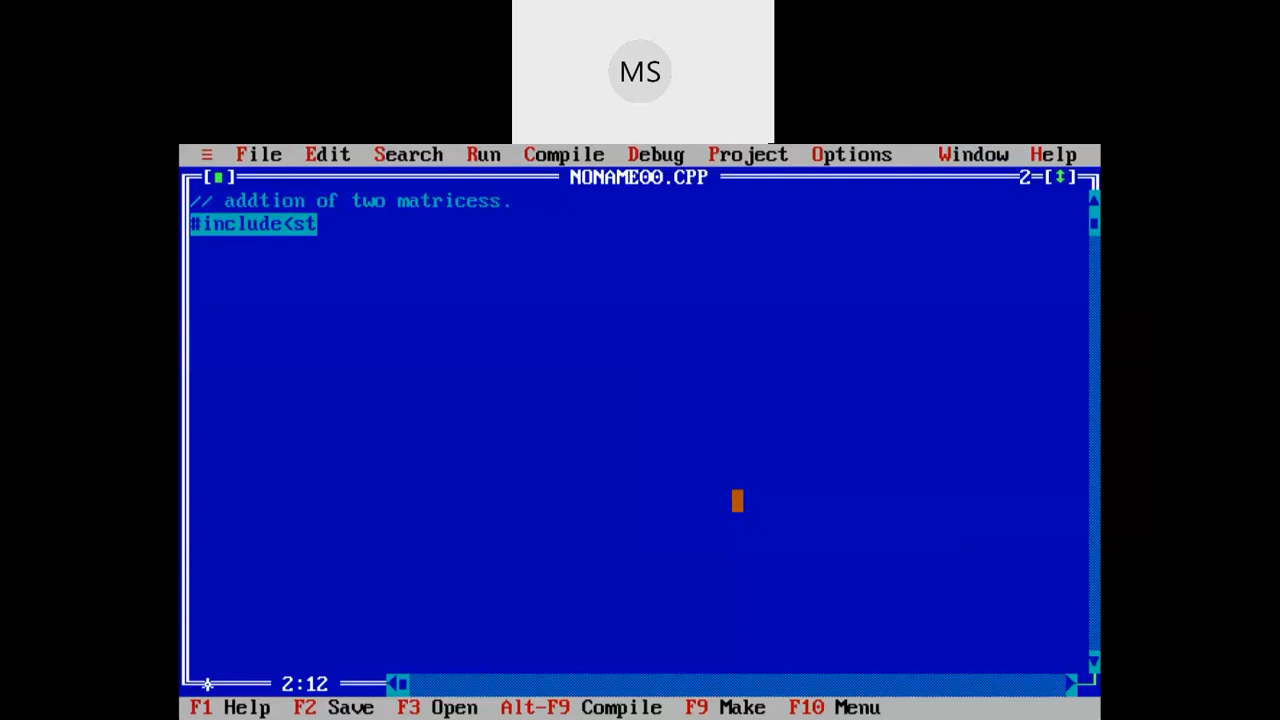 MS
≡ File Edit Search Run Compile Debug Project Options Window Help
[■] NONAME00.CPP 2=[↕]
// addtion of two matricess.
#include<st
2:12
F1 Help F2 Save F3 Open Alt-F9 Compile F9 Make F10 Menu